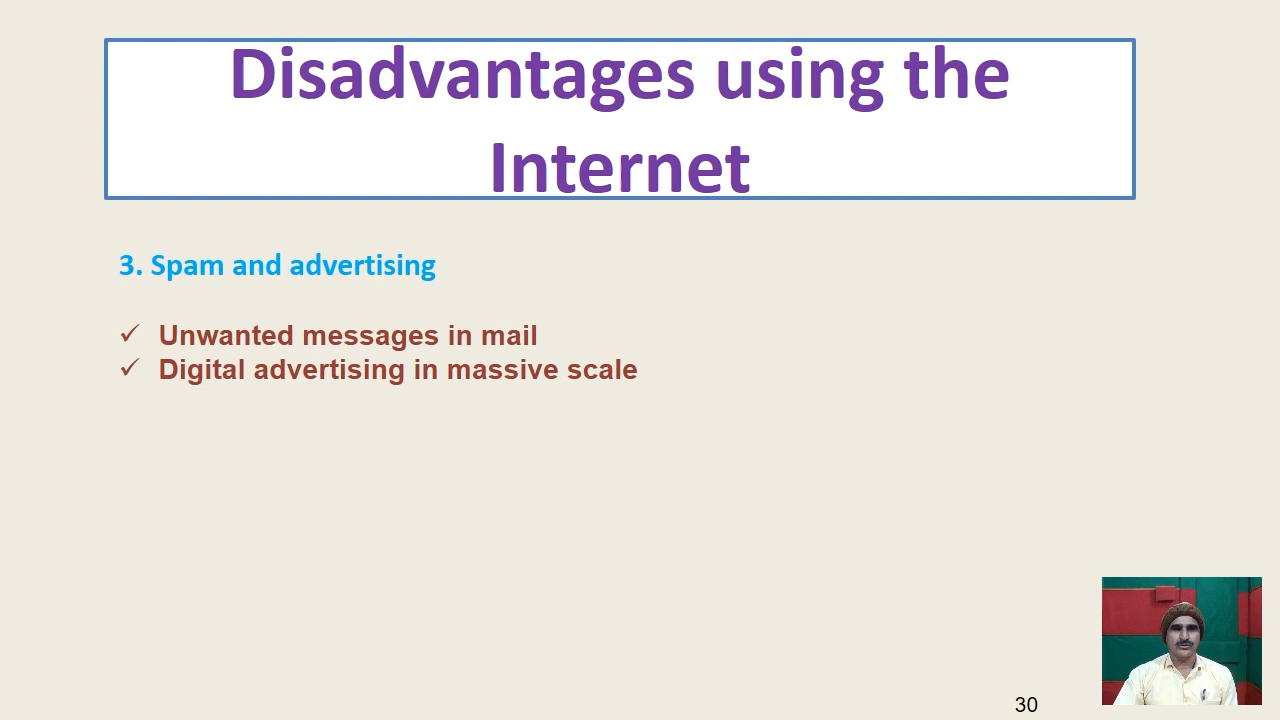 Disadvantages using the
Internet
3. Spam and advertising
✓ Unwanted messages in mail
✓ Digital advertising in massive scale
30